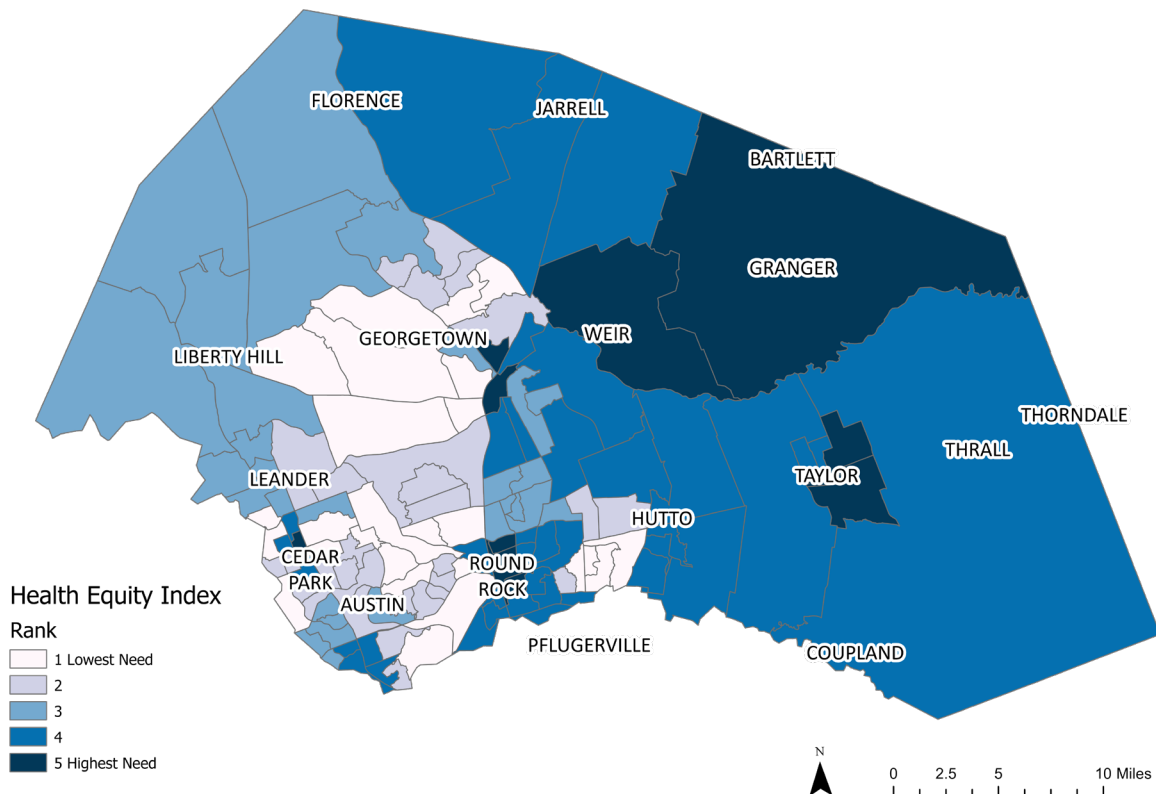 FLORENCE
JARRELL
BARTLETT
GRANGER
GEORGETOWN
WEIR
LIBERTY HILL
THORNDALE
THRALL
LEANDER
TAYLOR
HUTTO
CEDAR
PARK
ROUND
ROCK
AUSTIN
PFLUGERVILLE
COUPLAND
Health Equity Index
Rank
1 Lowest Need
2
3
4
5 Highest Need
N
0 2.5 5 10 Miles